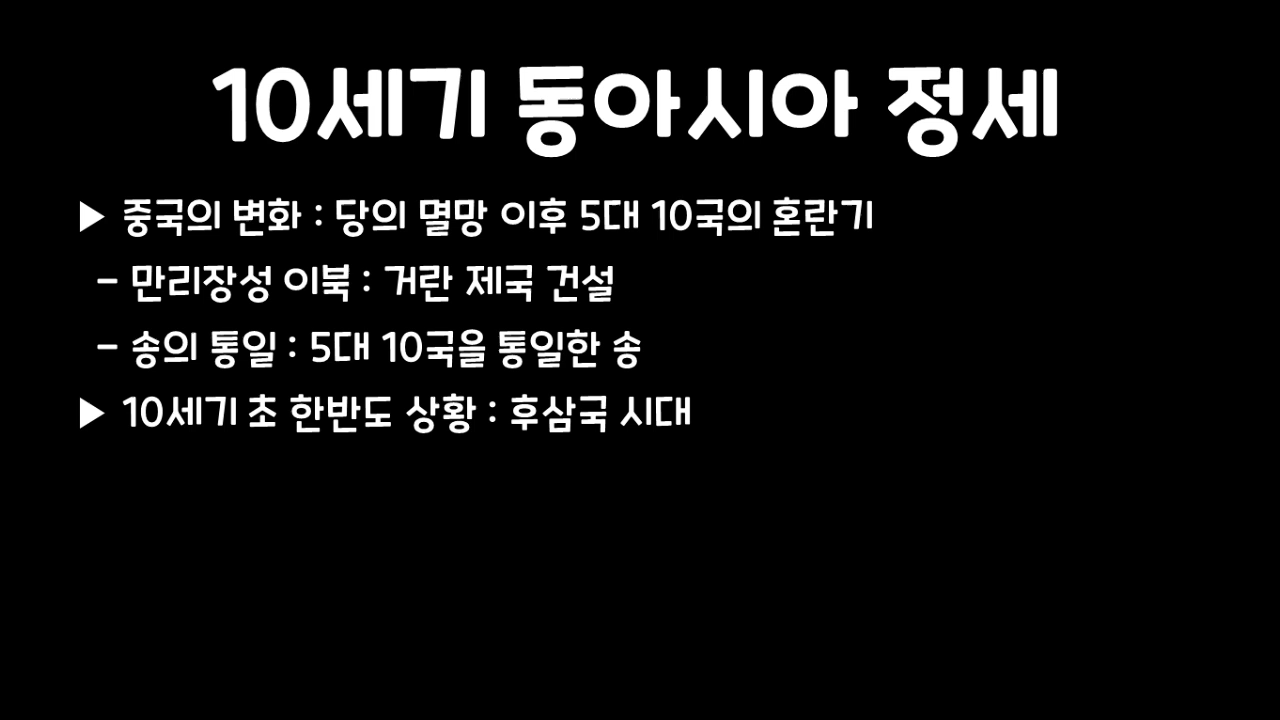 10세기 동아시아 정세
▶ 중국의 변화 : 당의 멸망 이후 5대 10국의 혼란기
- 만리장성 이북 : 거란 제국 건설
- 송의 통일 : 5대 10국을 통일한 송
▶ 10세기 초 한반도 상황 : 후삼국 시대